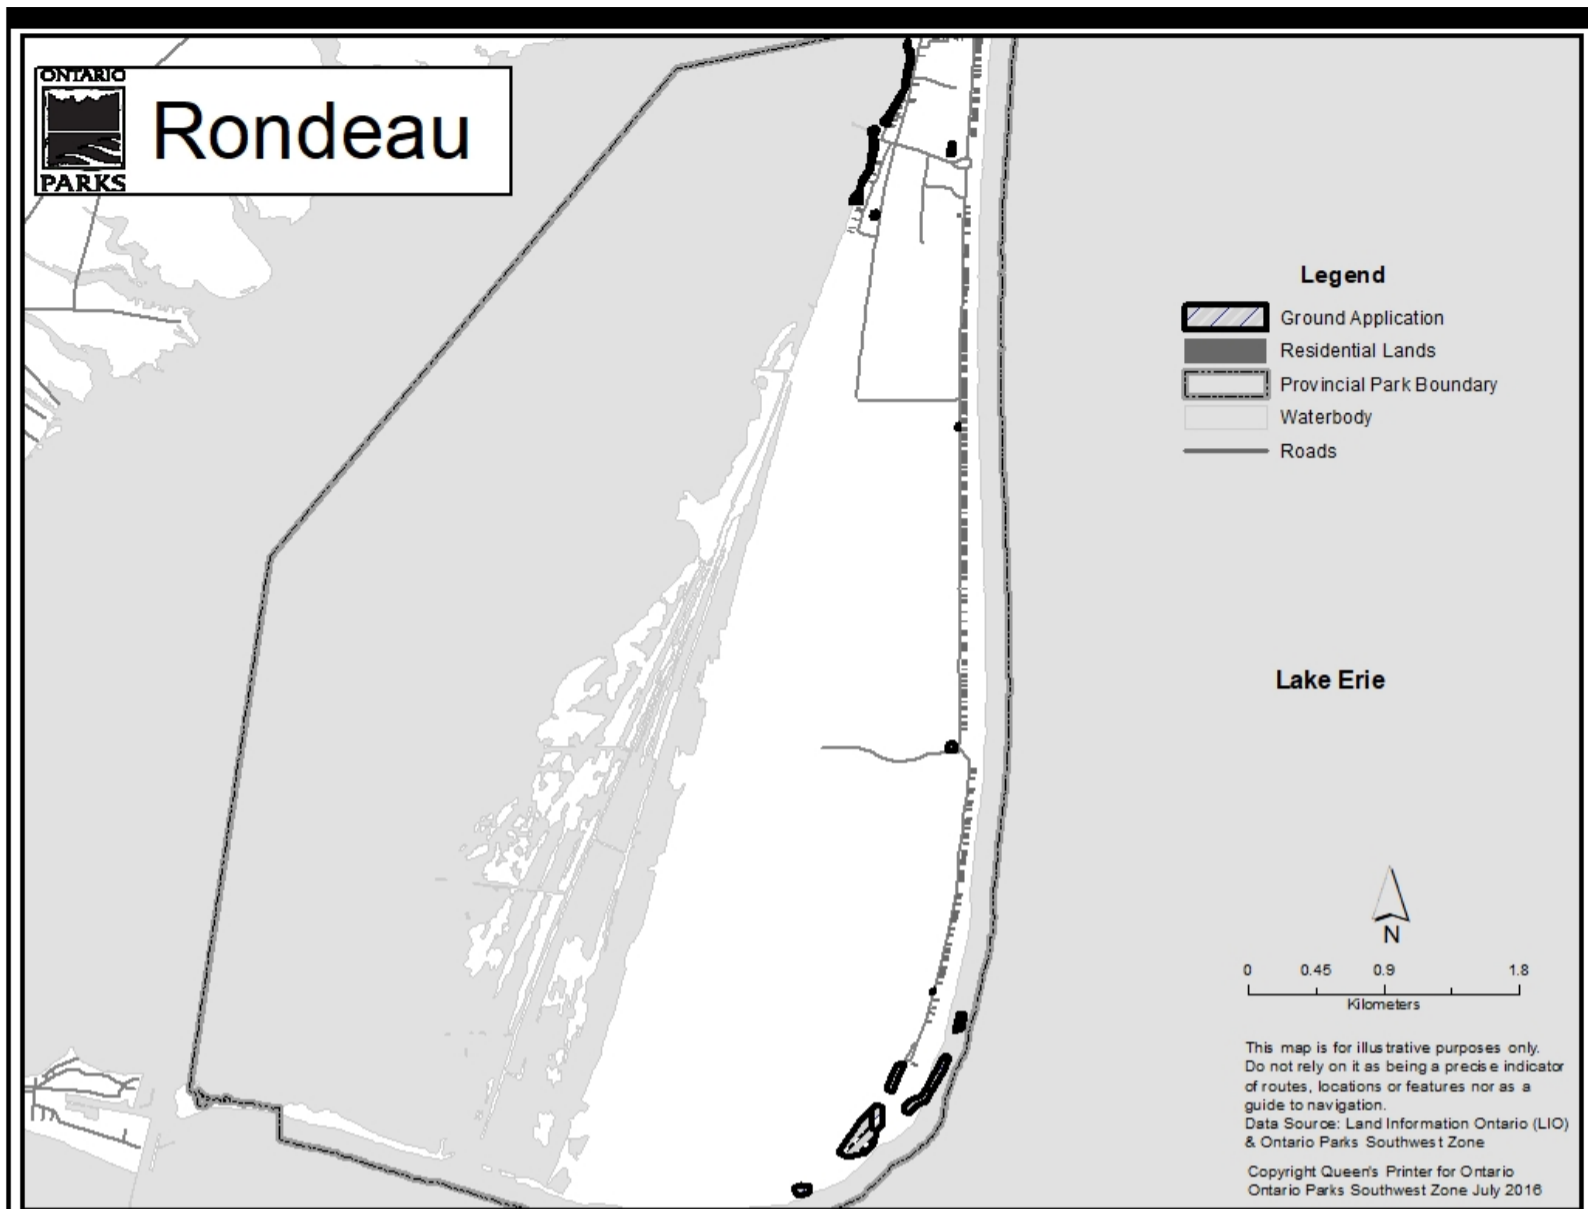 ONTARIO
PARKS
Rondeau
Legend
Ground Application
Residential Lands
Provincial Park Boundary
Waterbody
Roads
Lake Erie
N
0 0.45 0.9 1.8
Kilometers
This map is for illustrative purposes only.
Do not rely on it as being a precise indicator
of routes, locations or features nor as a
guide to navigation.
Data Source: Land Information Ontario (LIO)
& Ontario Parks Southwest Zone
Copyright Queen's Printer for Ontario
Ontario Parks Southwest Zone July 2016